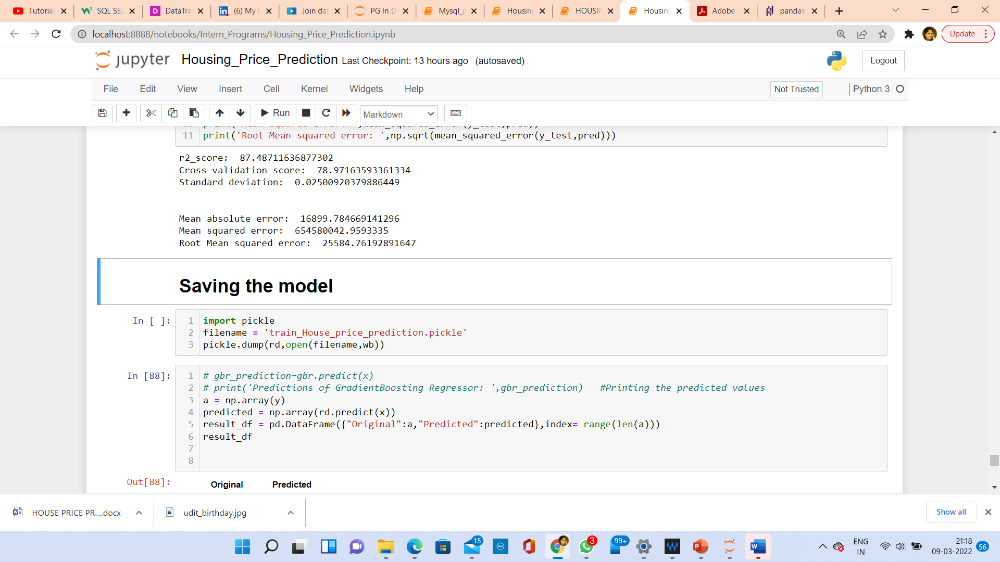 Tutorial
SQL SEL
DataTra
(6) My L
Join dat
PG In D
Mysql_p
Housing
HOUSIN
Housing
Adobe
pandas
localhost:8888/notebooks/Intern_Programs/Housing_Price_Prediction.ipynb
Update
jupyter Housing_Price_Prediction Last Checkpoint: 13 hours ago (autosaved)
Logout
File Edit View Insert Cell Kernel Widgets Help
Not Trusted
Python 3
Run
Markdown
11 print('Root Mean squared error: ',np.sqrt(mean_squared_error(y_test,pred)))
r2_score:  87.48711636877302
Cross validation score:  78.97163593361334
Standard deviation:  0.02500920379886449
Mean absolute error:  16899.784669141296
Mean squared error:  654580042.9593335
Root Mean squared error:  25584.76192891647
Saving the model
In [ ]:
1 import pickle
2 filename = 'train_House_price_prediction.pickle'
3 pickle.dump(rd,open(filename,wb))
In [88]:
1 # gbr_prediction=gbr.predict(x)
2 # print('Predictions of GradientBoosting Regressor: ',gbr_prediction)   #Printing the predicted values
3 a = np.array(y)
4 predicted = np.array(rd.predict(x))
5 result_df = pd.DataFrame({"Original":a,"Predicted":predicted},index= range(len(a)))
6 result_df
7
8
Out[88]:
Original Predicted
HOUSE PRICE PR....docx
udit_birthday.jpg
Show all
15
3
99+
ENG
IN
21:18
09-03-2022
56